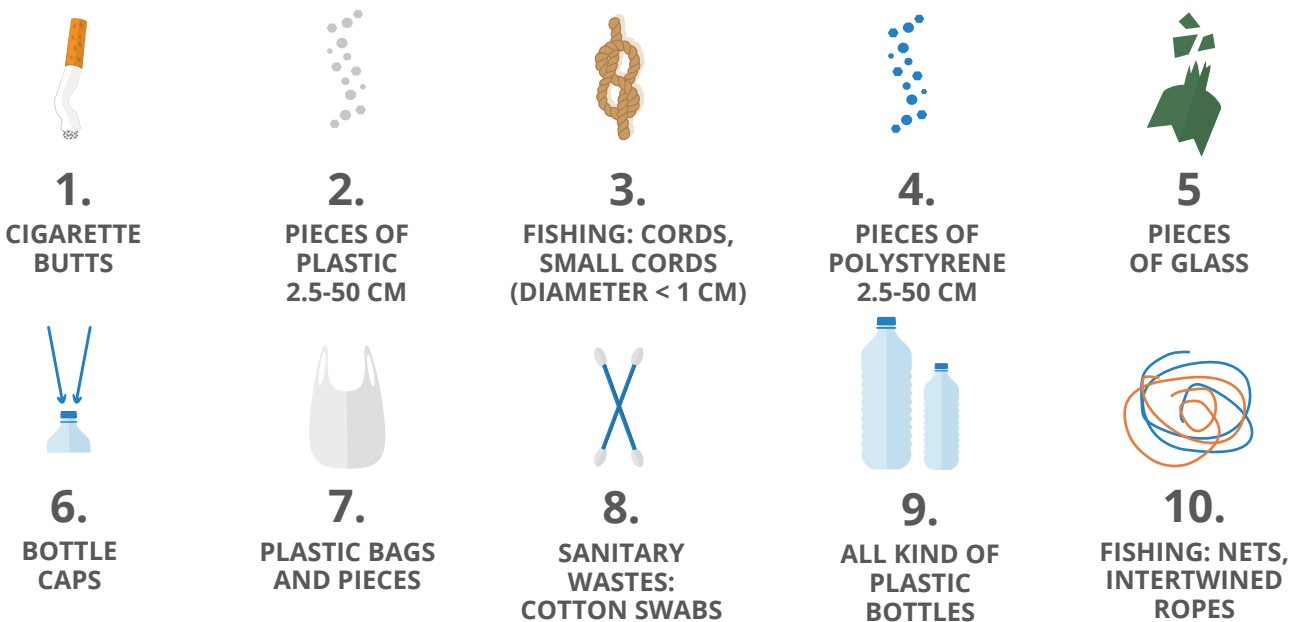 1.
CIGARETTE
BUTTS
2.
PIECES OF
PLASTIC
2.5-50 CM
3.
FISHING: CORDS,
SMALL CORDS
(DIAMETER < 1 CM)
4.
PIECES OF
POLYSTYRENE
2.5-50 CM
5
PIECES
OF GLASS
6.
BOTTLE
CAPS
7.
PLASTIC BAGS
AND PIECES
8.
SANITARY
WASTES:
COTTON SWABS
9.
ALL KIND OF
PLASTIC
BOTTLES
10.
FISHING: NETS,
INTERTWINED
ROPES